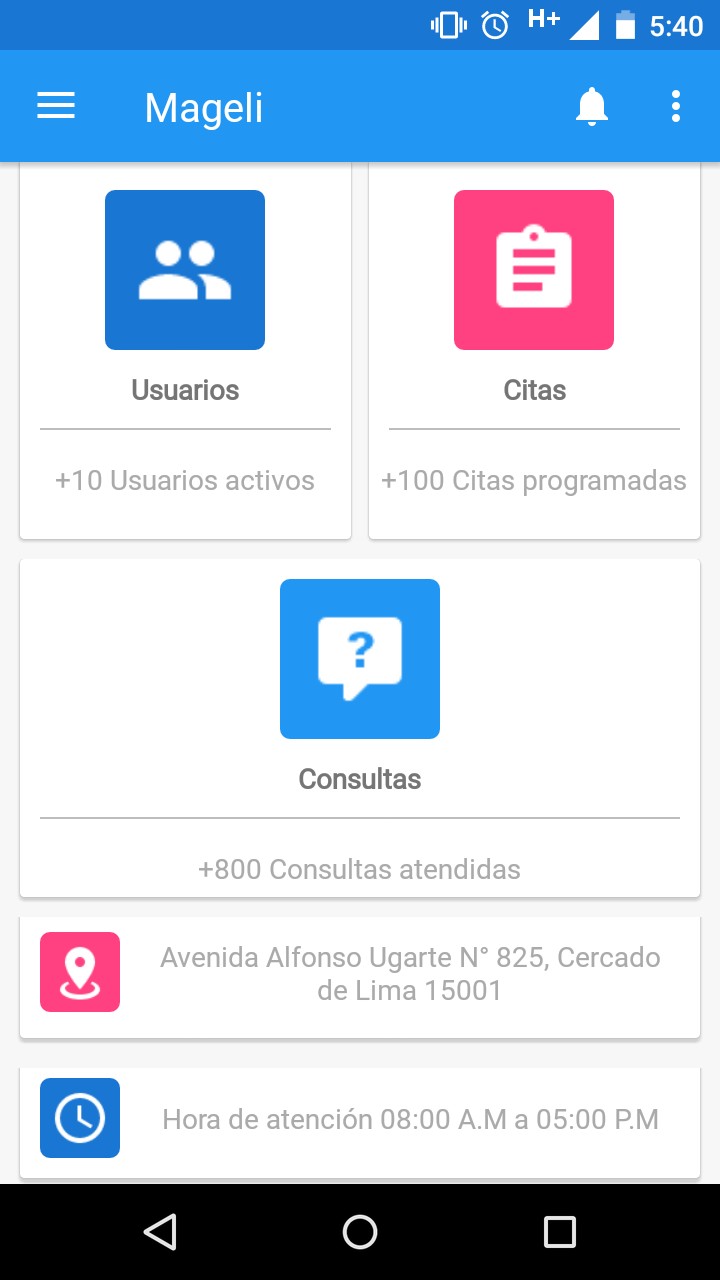 H+ 5:40
Mageli
Usuarios
Citas
+10 Usuarios activos
+100 Citas programadas
?
Consultas
+800 Consultas atendidas
Avenida Alfonso Ugarte N° 825, Cercado
de Lima 15001
Hora de atención 08:00 A.M a 05:00 P.M